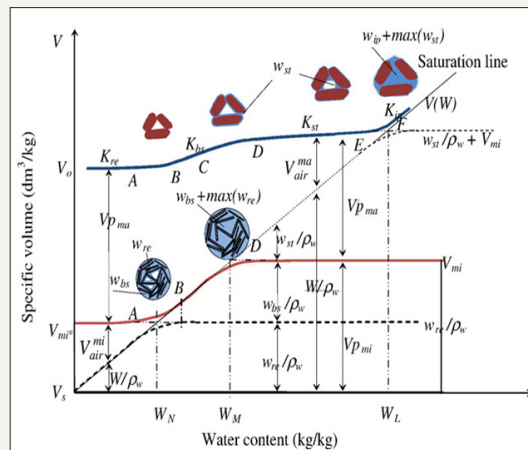 V
w_ip+max(w_st)
w_st
Saturation line
K_bs
K_st
V(W)
K_re
C
D
E
F
w_st/ρ_w + V_mi
V_o
A
B
V_air^ma
w_bs+max(w_re)
Vp_ma
Vp_ma
w_re
D
w_st/ρ_w
w_bs
B
W/ρ_w
V_mi
w_bs/ρ_w
A
V_mi°
w_re/ρ_w
V_air^mi
w_re/ρ_w
Vp_mi
W/ρ_w
V_s
W_N
W_M
W_L
Water content (kg/kg)
Specific volume (dm³/kg)